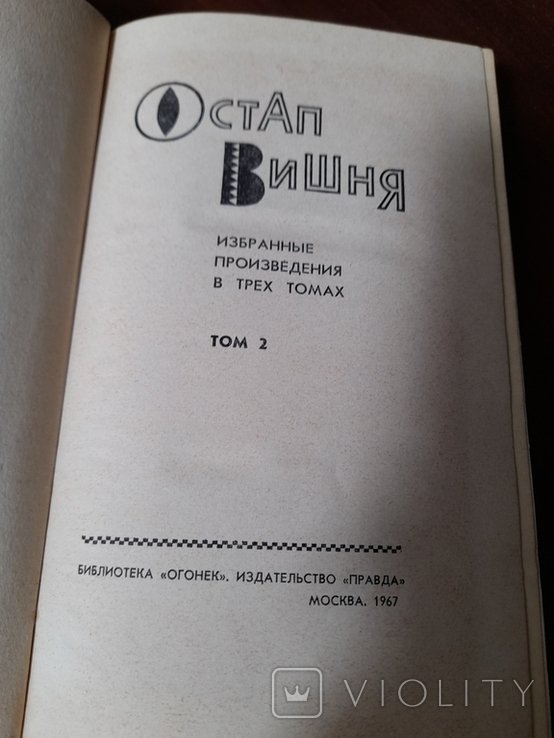 ОстАп
ВиШнЯ
ИЗБРАННЫЕ
ПРОИЗВЕДЕНИЯ
В ТРЕХ ТОМАХ
ТОМ 2
БИБЛИОТЕКА «ОГОНЕК». ИЗДАТЕЛЬСТВО «ПРАВДА»
МОСКВА. 1967
VIOLITY